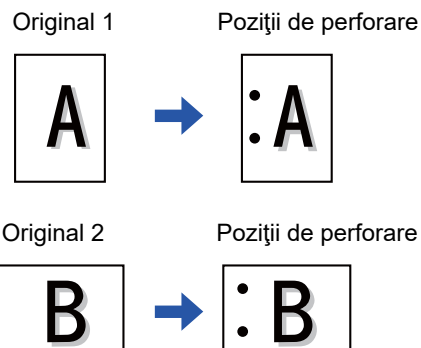 Original 1 Poziţii de perforare
A :A
Original 2 Poziţii de perforare
B :B